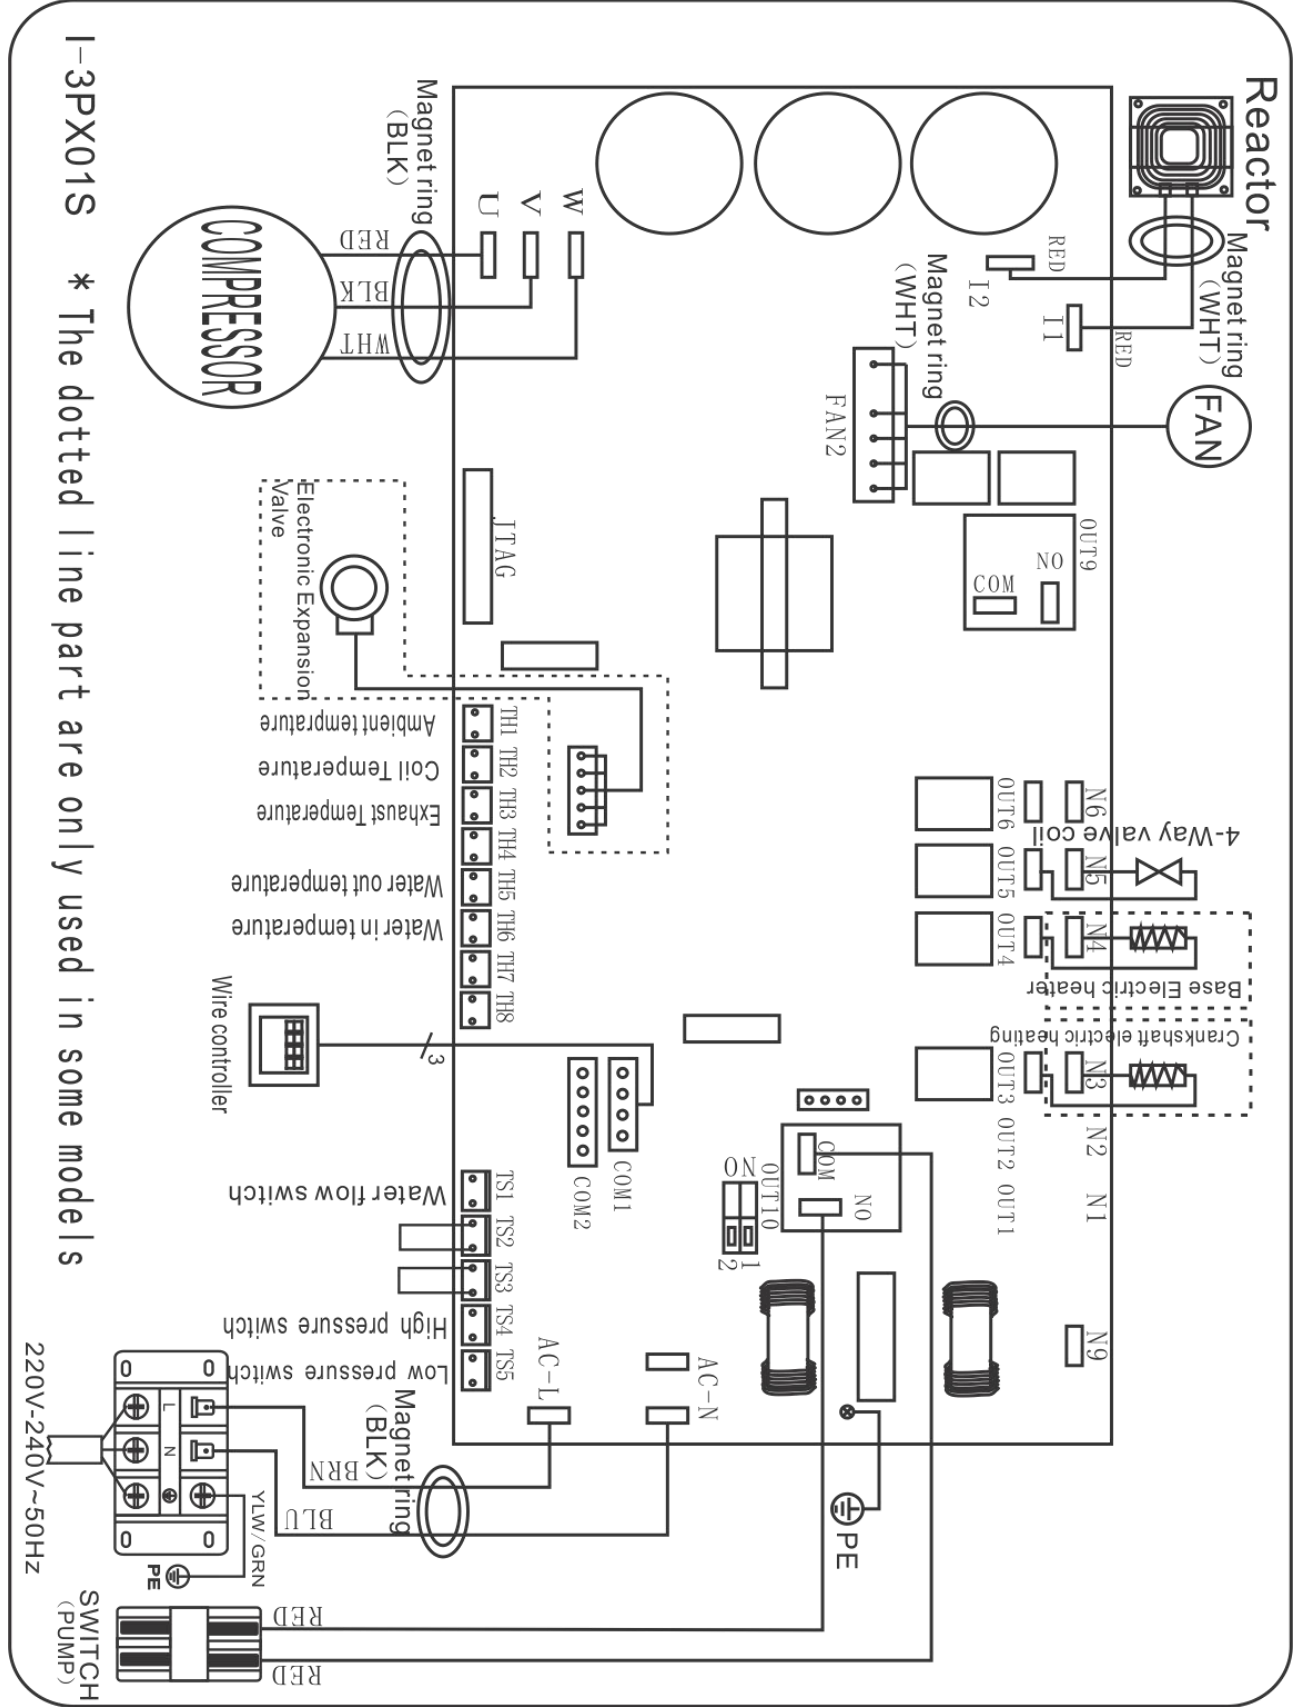 Reactor
Magnet ring
(WHT)
RED
I2
I1
RED
Magnet ring
(WHT)
FAN
FAN2
OUT9
NO
COM
Magnet ring
(BLK)
W
V
U
RED
BLK
WHT
COMPRESSOR
JTAG
Electronic Expansion
Valve
TH1
TH2
TH3
TH4
TH5
TH6
TH7
TH8
Ambient temprature
Coil Temperature
Exhaust Temperature
Water out temperature
Water in temperature
N6
OUT6
4-Way valve coil
N5
OUT5
N4
OUT4
Base Electric heater
Crankshaft electric heating
N3
OUT3
N2
OUT2
N1
OUT1
N9
Wire controller
3
COM1
COM2
COM
NO
OUT10
ON
1
2
TS1
TS2
TS3
TS4
TS5
Water flow switch
High pressure switch
Low pressure switch
AC-L
AC-N
Magnet ring
(BLK)
BRN
BLU
PE
L
N
YLW/GRN
PE
220V-240V~50Hz
SWITCH
(PUMP)
RED
RED
I-3PX01S
* The dotted line part are only used in some models